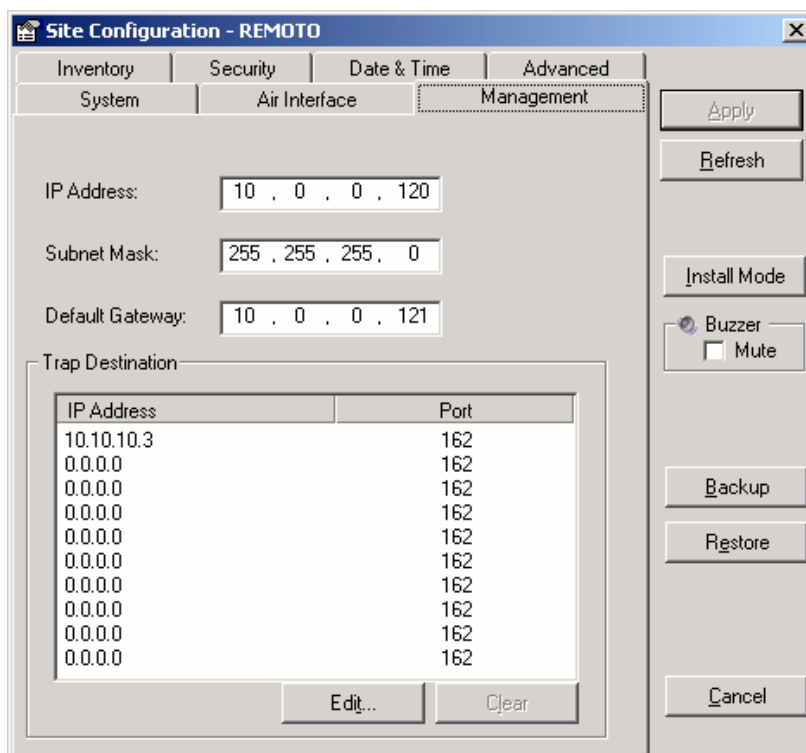 Site Configuration - REMOTO
Inventory Security Date & Time Advanced
System Air Interface Management
Apply
Refresh
IP Address: 10 . 0 . 0 . 120
Subnet Mask: 255 . 255 . 255 . 0
Install Mode
Default Gateway: 10 . 0 . 0 . 121
Buzzer
Mute
Trap Destination
IP Address Port
10.10.10.3 162
0.0.0.0 162
0.0.0.0 162
0.0.0.0 162
0.0.0.0 162
0.0.0.0 162
0.0.0.0 162
0.0.0.0 162
0.0.0.0 162
0.0.0.0 162
Backup
Restore
Edit... Clear
Cancel